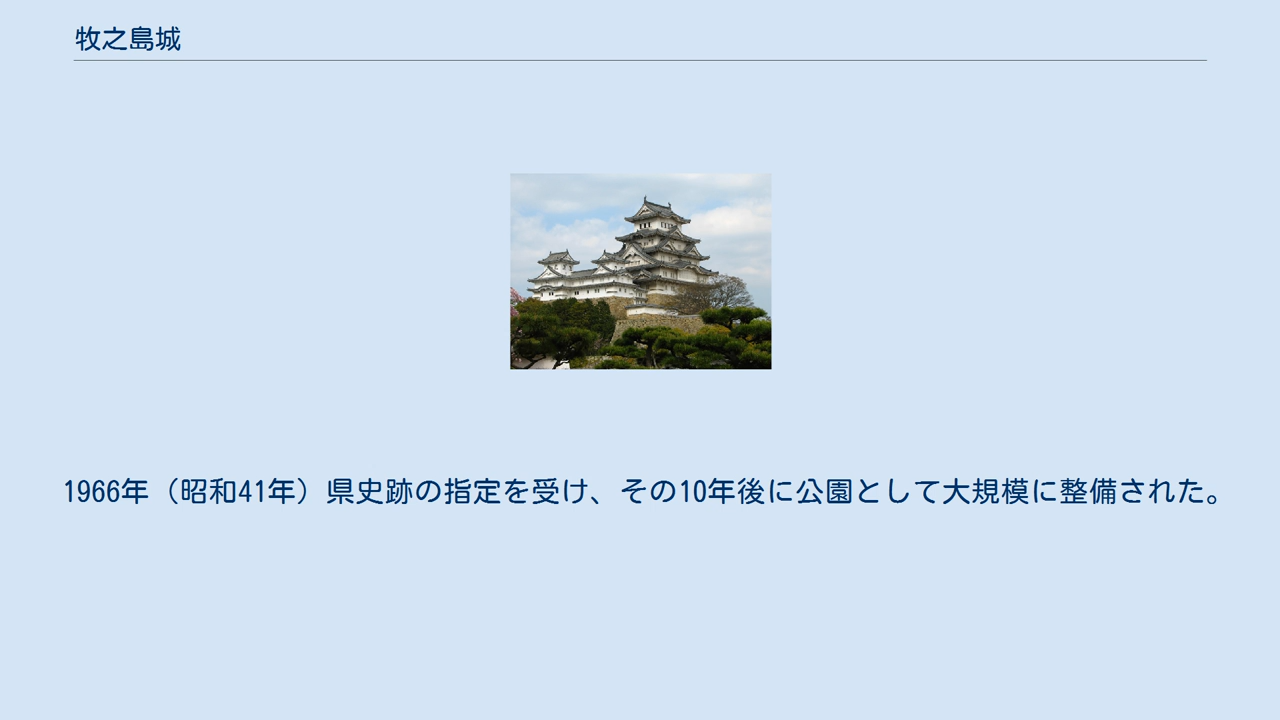 牧之島城
1966年（昭和41年）県史跡の指定を受け、その10年後に公園として大規模に整備された。